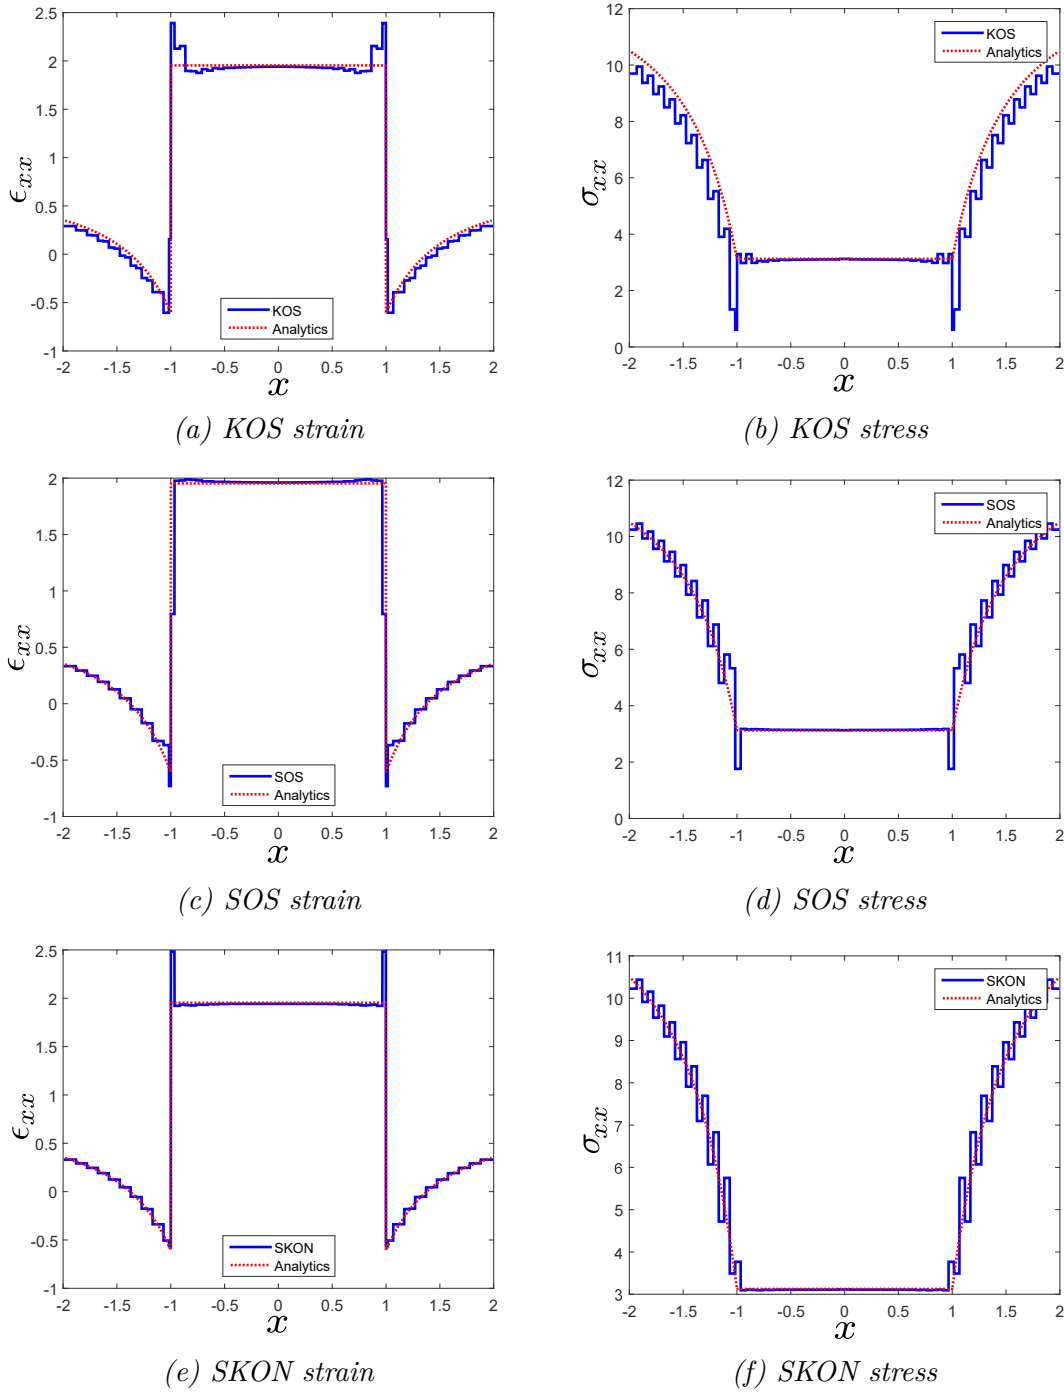 2.5
2
1.5
1
0.5
0
-0.5
-1
ϵxx
KOS
Analytics
-2 -1.5 -1 -0.5 0 0.5 1 1.5 2
x
(a) KOS strain
12
10
8
6
4
2
0
σxx
KOS
Analytics
-2 -1.5 -1 -0.5 0 0.5 1 1.5 2
x
(b) KOS stress
2
1.5
1
0.5
0
-0.5
-1
ϵxx
SOS
Analytics
-2 -1.5 -1 -0.5 0 0.5 1 1.5 2
x
(c) SOS strain
12
10
8
6
4
2
0
σxx
SOS
Analytics
-2 -1.5 -1 -0.5 0 0.5 1 1.5 2
x
(d) SOS stress
2.5
2
1.5
1
0.5
0
-0.5
-1
ϵxx
SKON
Analytics
-2 -1.5 -1 -0.5 0 0.5 1 1.5 2
x
(e) SKON strain
11
10
9
8
7
6
5
4
3
σxx
SKON
Analytics
-2 -1.5 -1 -0.5 0 0.5 1 1.5 2
x
(f) SKON stress